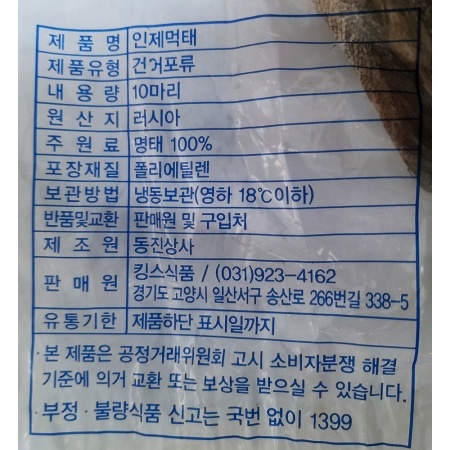 제품명 인제먹태
제품유형 건어포류
내용량 10마리
원산지 러시아
주원료 명태 100%
포장재질 폴리에틸렌
보관방법 냉동보관(영하 18℃이하)
반품및교환 판매원 및 구입처
제조원 동진상사
판매원 킹스식품 / (031)923-4162
경기도 고양시 일산서구 송산로 266번길 338-5
유통기한 제품하단 표시일까지
·본 제품은 공정거래위원회 고시 소비자분쟁 해결
기준에 의거 교환 또는 보상을 받으실 수 있습니다.
·부정·불량식품 신고는 국번 없이 1399